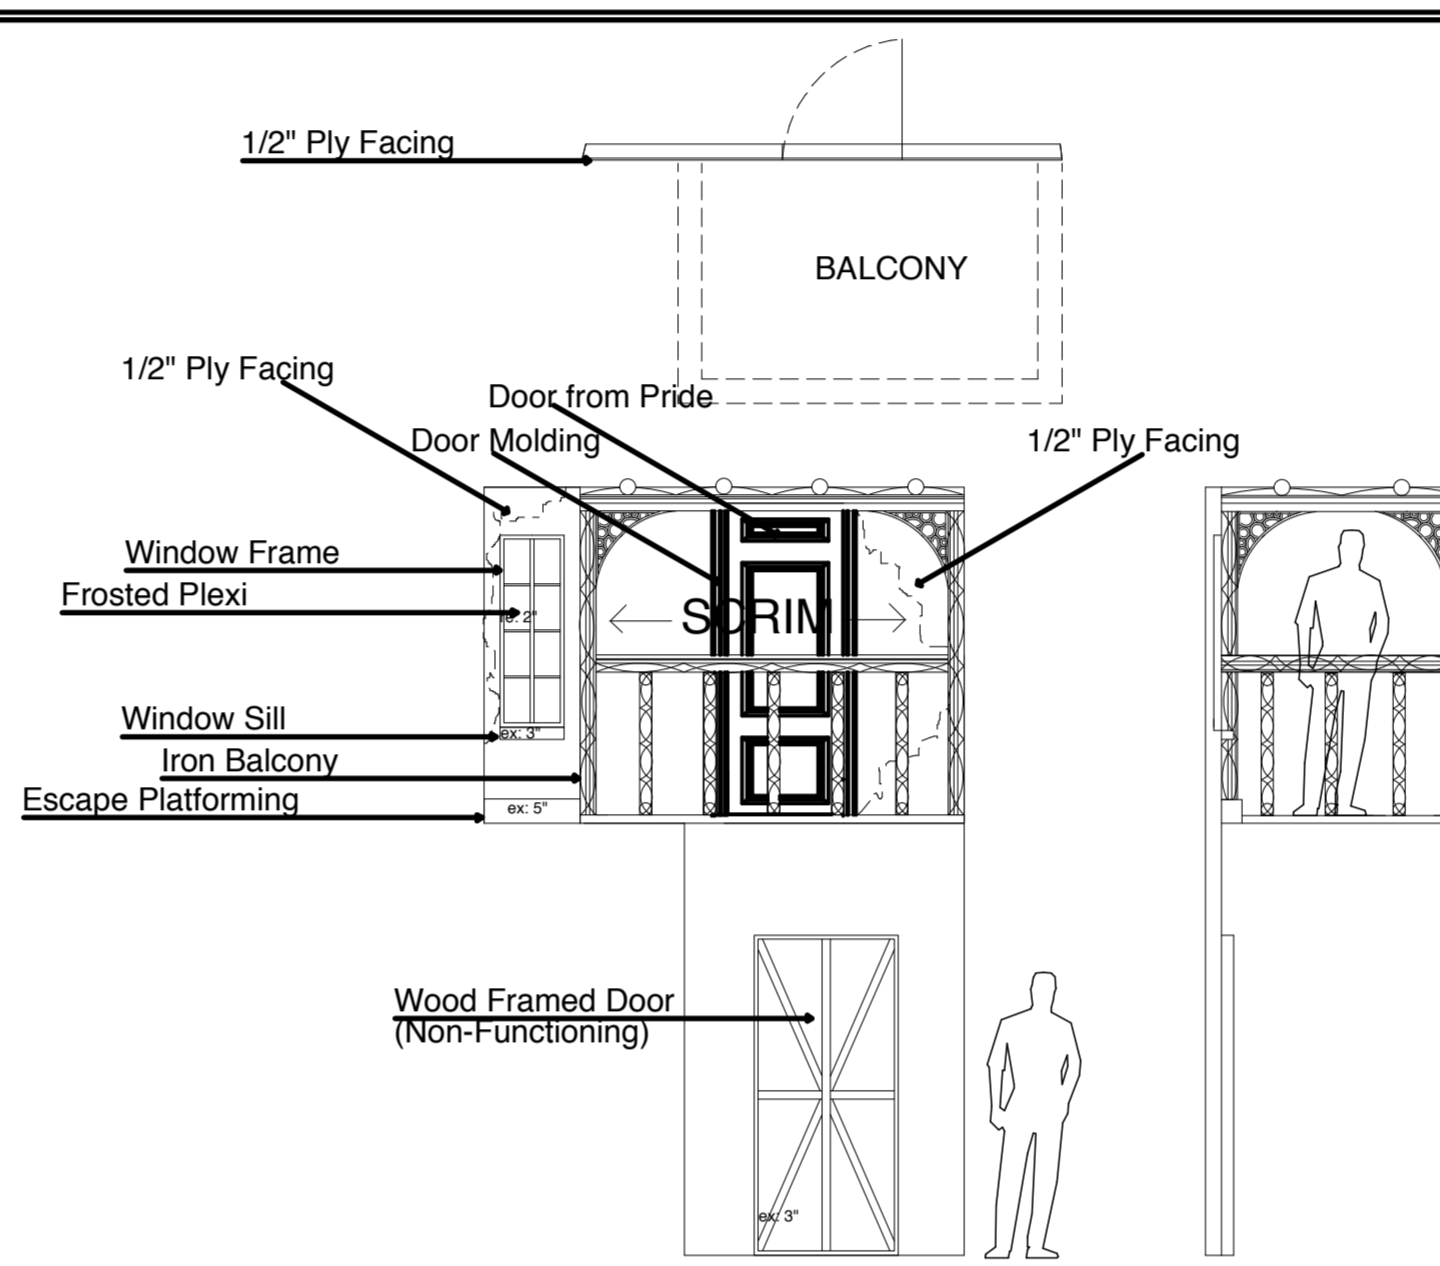 1/2" Ply Facing
BALCONY
1/2" Ply Facing
Door from Pride
Door Molding
1/2" Ply Facing
Window Frame
Frosted Plexi
re: 2"
SCRIM
Window Sill
ex: 3"
Iron Balcony
Escape Platforming
ex: 5"
Wood Framed Door
(Non-Functioning)
ex: 3"